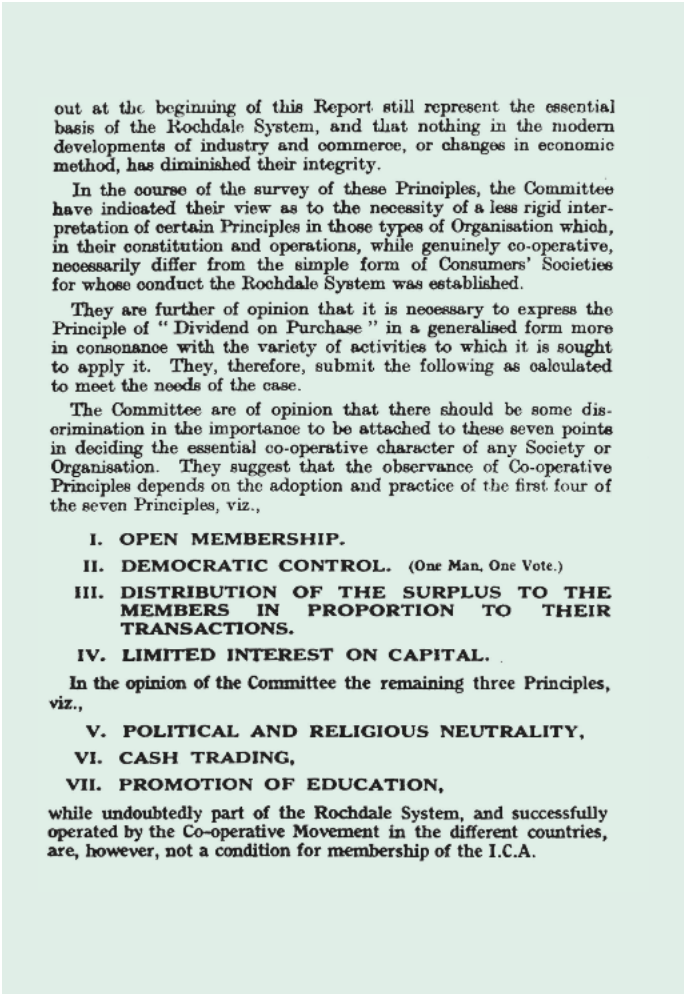 out at the beginning of this Report still represent the essential
basis of the Rochdale System, and that nothing in the modern
developments of industry and commerce, or changes in economic
method, has diminished their integrity.
In the course of the survey of these Principles, the Committee
have indicated their view as to the necessity of a less rigid inter-
pretation of certain Principles in those types of Organisation which,
in their constitution and operations, while genuinely co-operative,
necessarily differ from the simple form of Consumers' Societies
for whose conduct the Rochdale System was established.
They are further of opinion that it is necessary to express the
Principle of " Dividend on Purchase " in a generalised form more
in consonance with the variety of activities to which it is sought
to apply it. They, therefore, submit the following as calculated
to meet the needs of the case.
The Committee are of opinion that there should be some dis-
crimination in the importance to be attached to these seven points
in deciding the essential co-operative character of any Society or
Organisation. They suggest that the observance of Co-operative
Principles depends on the adoption and practice of the first four of
the seven Principles, viz.,
I. OPEN MEMBERSHIP.
II. DEMOCRATIC CONTROL. (One Man, One Vote.)
III. DISTRIBUTION OF THE SURPLUS TO THE
MEMBERS IN PROPORTION TO THEIR
TRANSACTIONS.
IV. LIMITED INTEREST ON CAPITAL.
In the opinion of the Committee the remaining three Principles,
viz.,
V. POLITICAL AND RELIGIOUS NEUTRALITY,
VI. CASH TRADING,
VII. PROMOTION OF EDUCATION,
while undoubtedly part of the Rochdale System, and successfully
operated by the Co-operative Movement in the different countries,
are, however, not a condition for membership of the I.C.A.